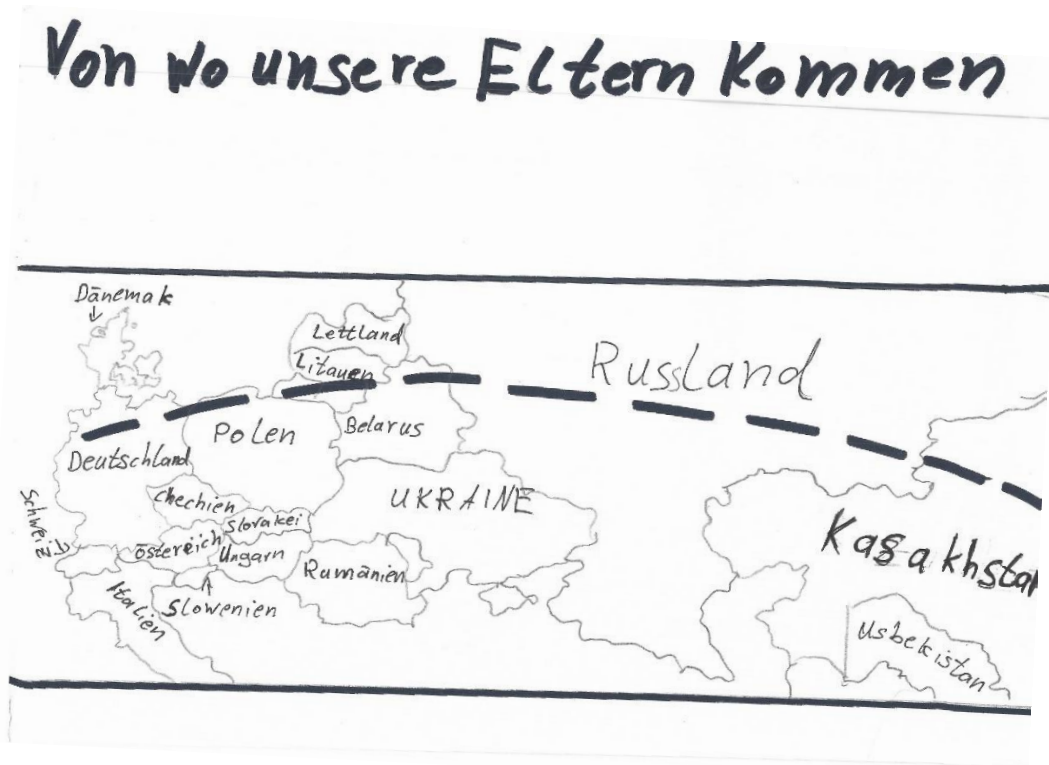 Von wo unsere Eltern Kommen
Dänemak
Lettland
Litauen
Russland
Belarus
Polen
Deutschland
UKRAINE
chechien
Schweiz
Slovakei
Östereich
Ungarn
Kasakhstan
Rumänien
Slowenien
Italien
Usbekistan